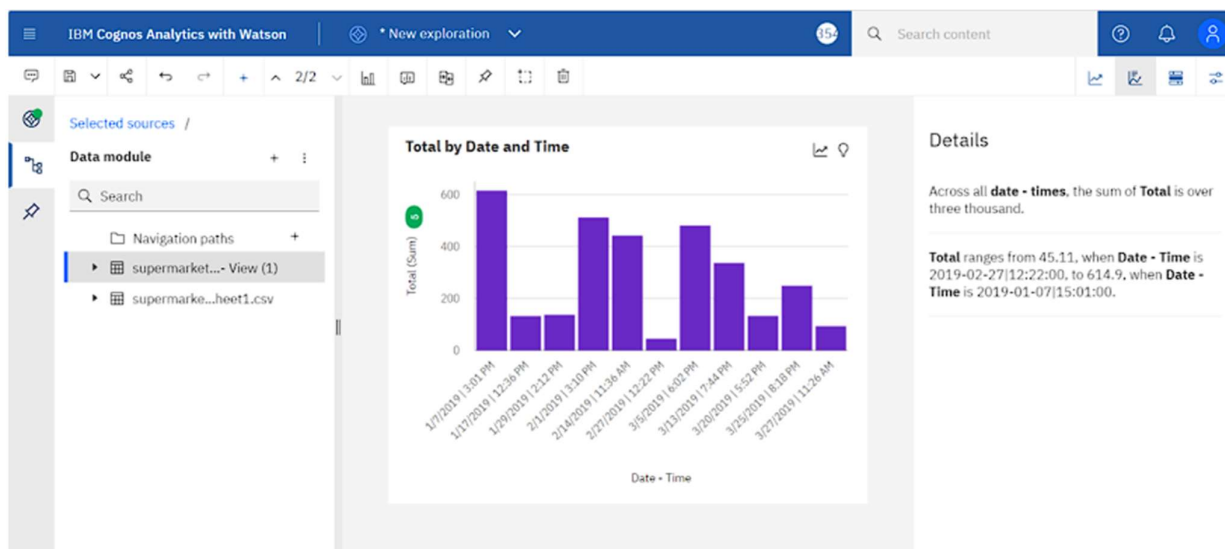 IBM Cognos Analytics with Watson
* New exploration
354
Search content
2/2
Selected sources /
Data module
Search
Navigation paths
supermarket...- View (1)
supermarke...heet1.csv
Total by Date and Time
Total (Sum)
5
600
400
200
0
1/7/2019 | 3:01 PM
1/17/2019 | 12:36 PM
1/29/2019 | 2:12 PM
2/1/2019 | 3:10 PM
2/14/2019 | 11:36 AM
2/27/2019 | 12:22 PM
3/5/2019 | 6:02 PM
3/13/2019 | 7:44 PM
3/20/2019 | 5:52 PM
3/25/2019 | 8:18 PM
3/27/2019 | 11:26 AM
Date - Time
Details
Across all date - times, the sum of Total is over
three thousand.
Total ranges from 45.11, when Date - Time is
2019-02-27|12:22:00, to 614.9, when Date -
Time is 2019-01-07|15:01:00.